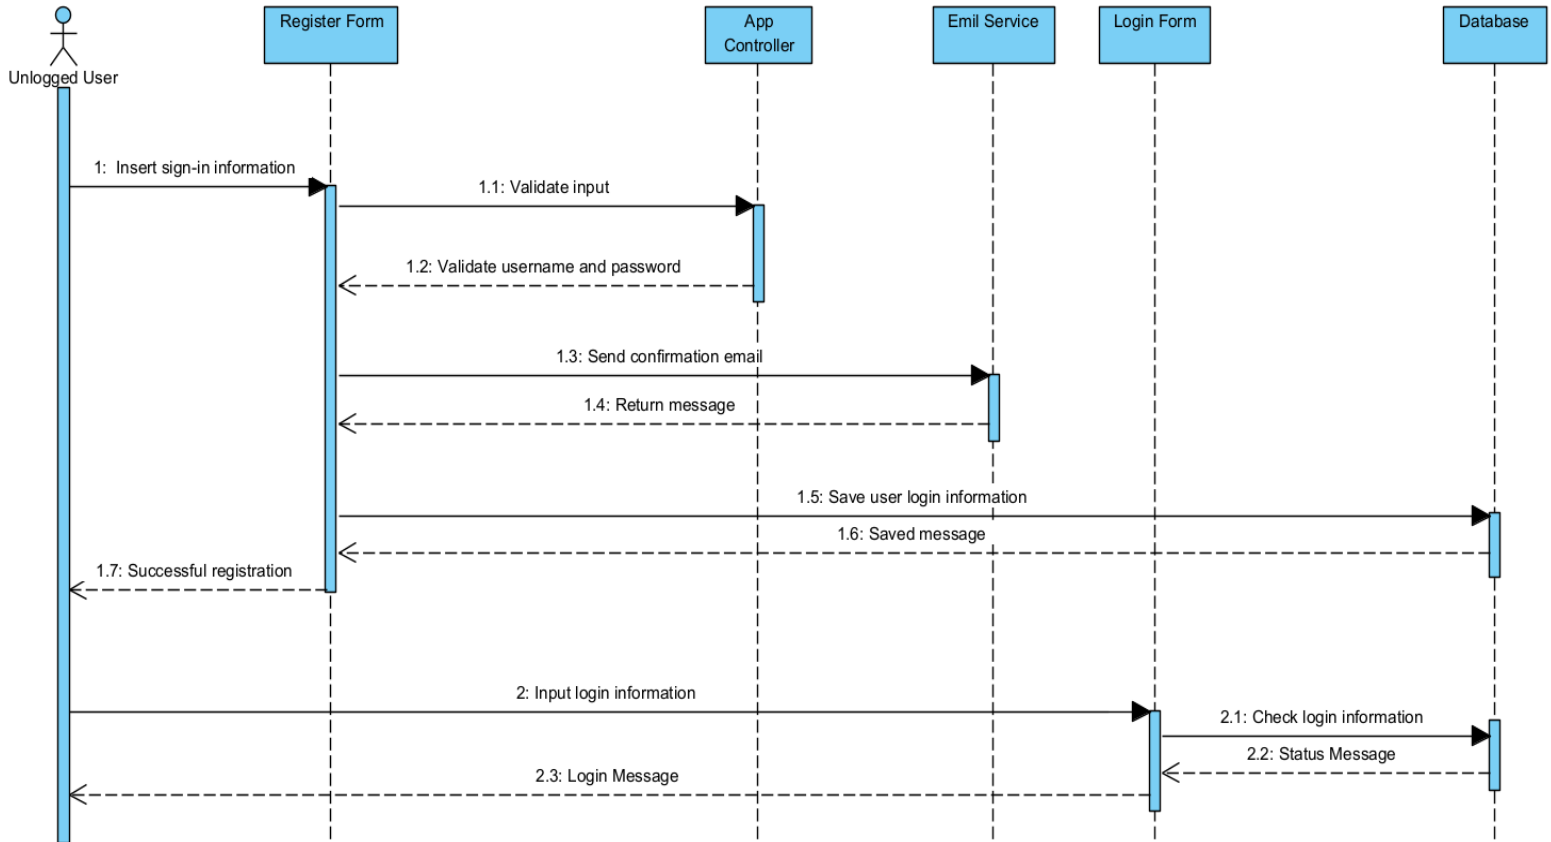 Unlogged User
Register Form
App
Controller
Emil Service
Login Form
Database
1:  Insert sign-in information
1.1: Validate input
1.2: Validate username and password
1.3: Send confirmation email
1.4: Return message
1.5: Save user login information
1.6: Saved message
1.7: Successful registration
2: Input login information
2.1: Check login information
2.2: Status Message
2.3: Login Message